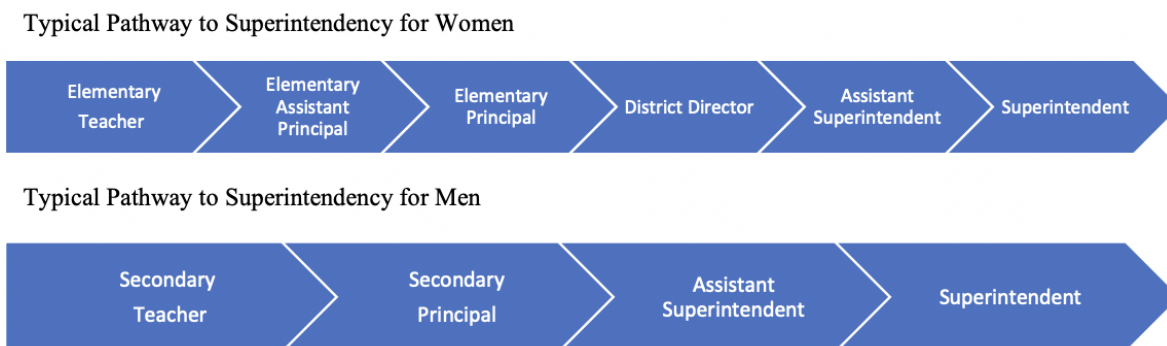 Typical Pathway to Superintendency for Women
Elementary
Teacher
Elementary
Assistant
Principal
Elementary
Principal
District Director
Assistant
Superintendent
Superintendent
Typical Pathway to Superintendency for Men
Secondary
Teacher
Secondary
Principal
Assistant
Superintendent
Superintendent